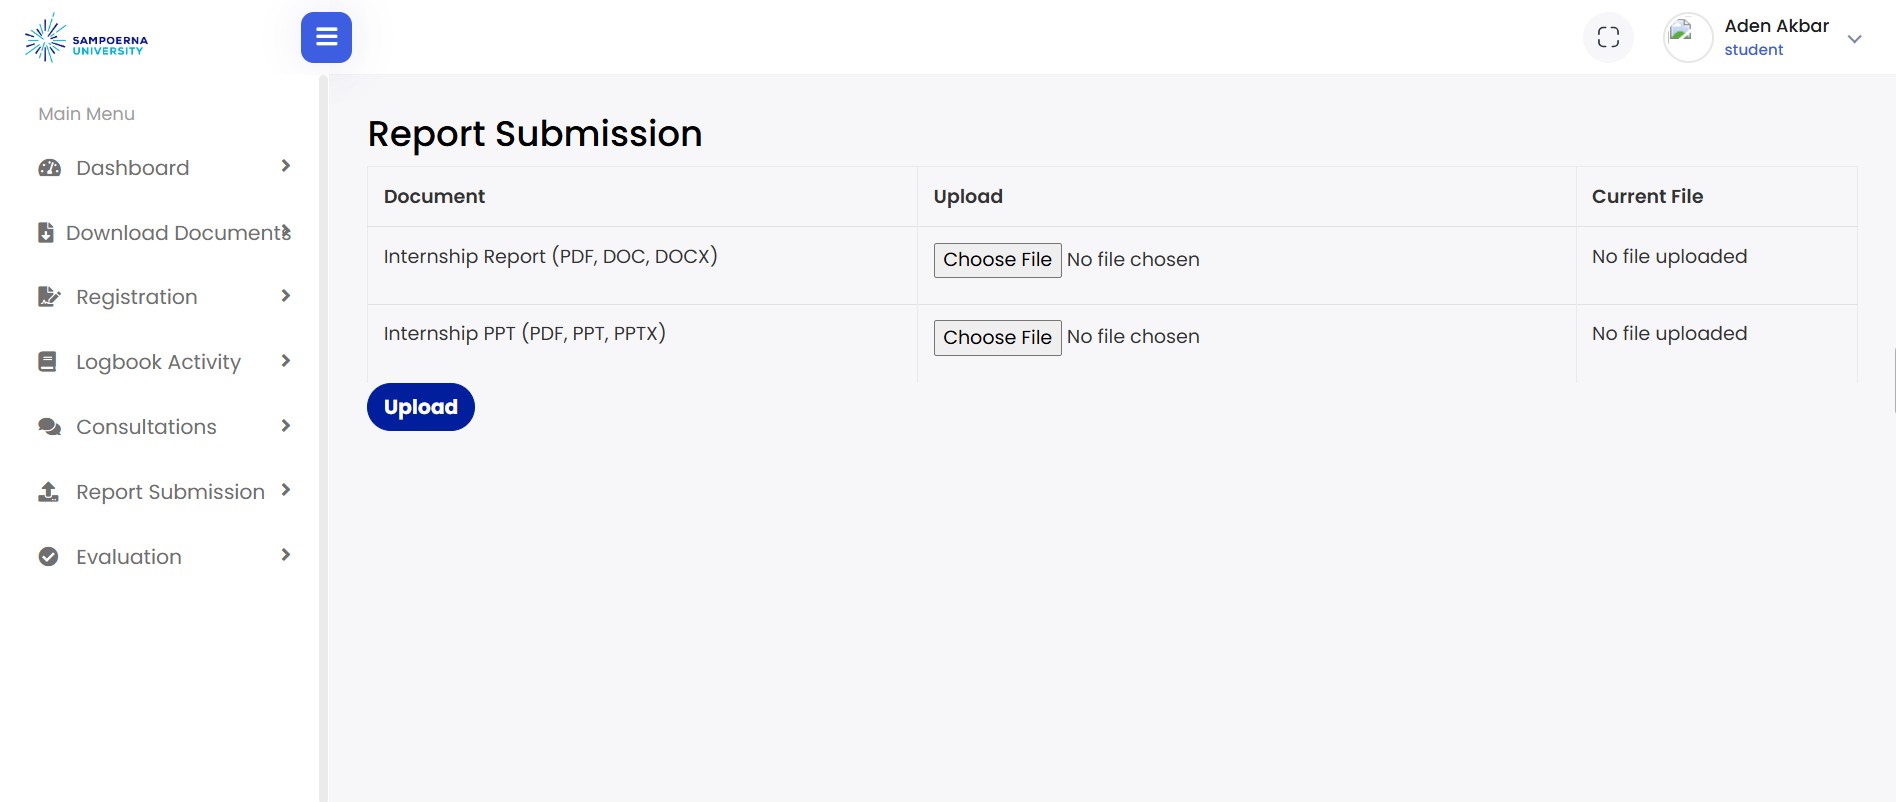 SAMPOERNA
UNIVERSITY
Aden Akbar
student
Main Menu
Dashboard
Download Documents
Registration
Logbook Activity
Consultations
Report Submission
Evaluation
Report Submission
Document Upload Current File
Internship Report (PDF, DOC, DOCX) Choose File No file chosen No file uploaded
Internship PPT (PDF, PPT, PPTX) Choose File No file chosen No file uploaded
Upload